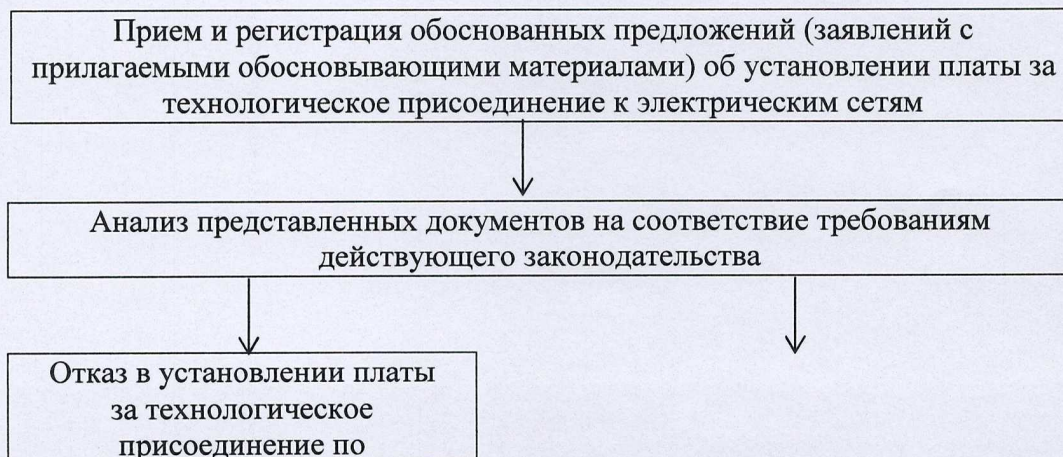 Прием и регистрация обоснованных предложений (заявлений с
прилагаемыми обосновывающими материалами) об установлении платы за
технологическое присоединение к электрическим сетям
Анализ представленных документов на соответствие требованиям
действующего законодательства
Отказ в установлении платы
за технологическое
присоединение по